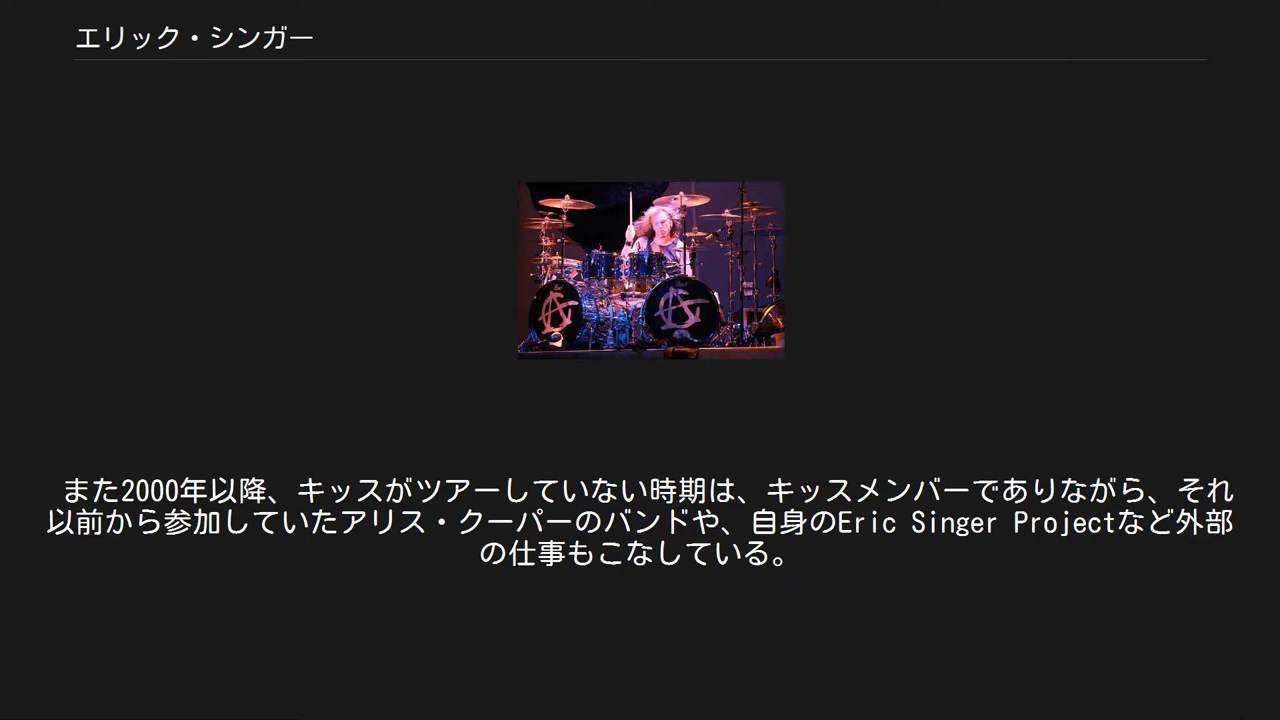 エリック・シンガー
また2000年以降、キッスがツアーしていない時期は、キッスメンバーでありながら、それ
以前から参加していたアリス・クーパーのバンドや、自身のEric Singer Projectなど外部
の仕事もこなしている。